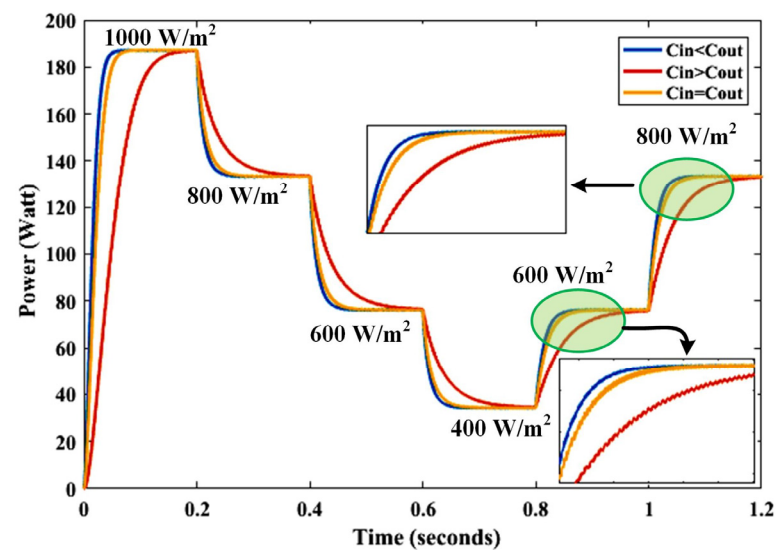 200
180
160
140
120
100
80
60
40
20
0
Power (Watt)
1000 W/m²
800 W/m²
600 W/m²
400 W/m²
600 W/m²
800 W/m²
Cin<Cout
Cin>Cout
Cin=Cout
0 0.2 0.4 0.6 0.8 1 1.2
Time (seconds)